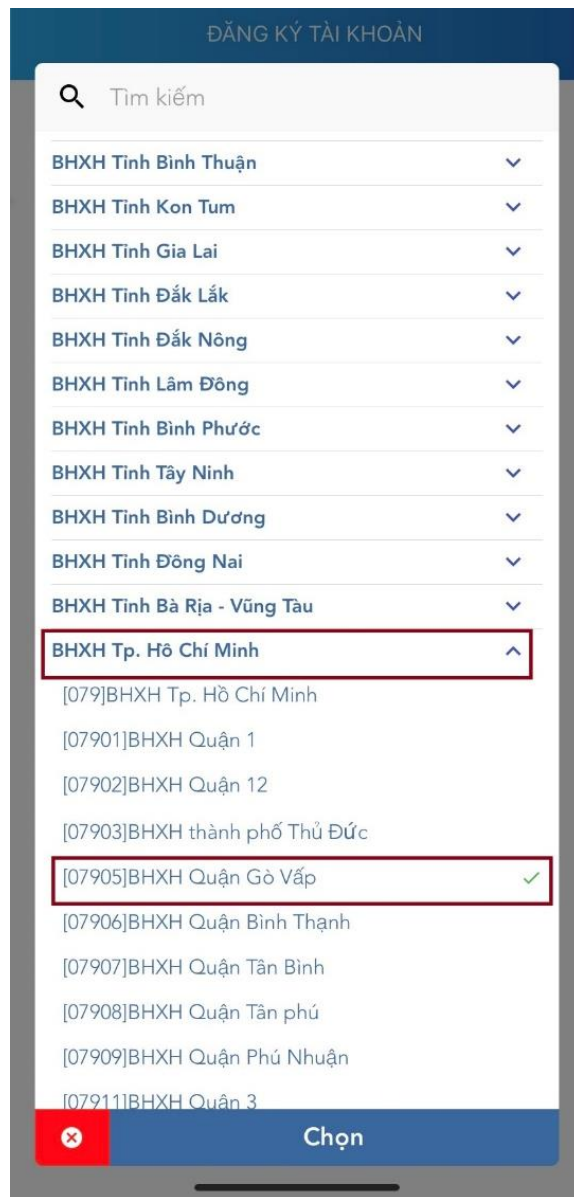 ĐĂNG KÝ TÀI KHOẢN
Tìm kiếm
BHXH Tỉnh Bình Thuận
BHXH Tỉnh Kon Tum
BHXH Tỉnh Gia Lai
BHXH Tỉnh Đắk Lắk
BHXH Tỉnh Đắk Nông
BHXH Tỉnh Lâm Đồng
BHXH Tỉnh Bình Phước
BHXH Tỉnh Tây Ninh
BHXH Tỉnh Bình Dương
BHXH Tỉnh Đồng Nai
BHXH Tỉnh Bà Rịa - Vũng Tàu
BHXH Tp. Hồ Chí Minh
[079]BHXH Tp. Hồ Chí Minh
[07901]BHXH Quận 1
[07902]BHXH Quận 12
[07903]BHXH thành phố Thủ Đức
[07905]BHXH Quận Gò Vấp
[07906]BHXH Quận Bình Thạnh
[07907]BHXH Quận Tân Bình
[07908]BHXH Quận Tân phú
[07909]BHXH Quận Phú Nhuận
[07911]BHXH Quận 3
Chọn